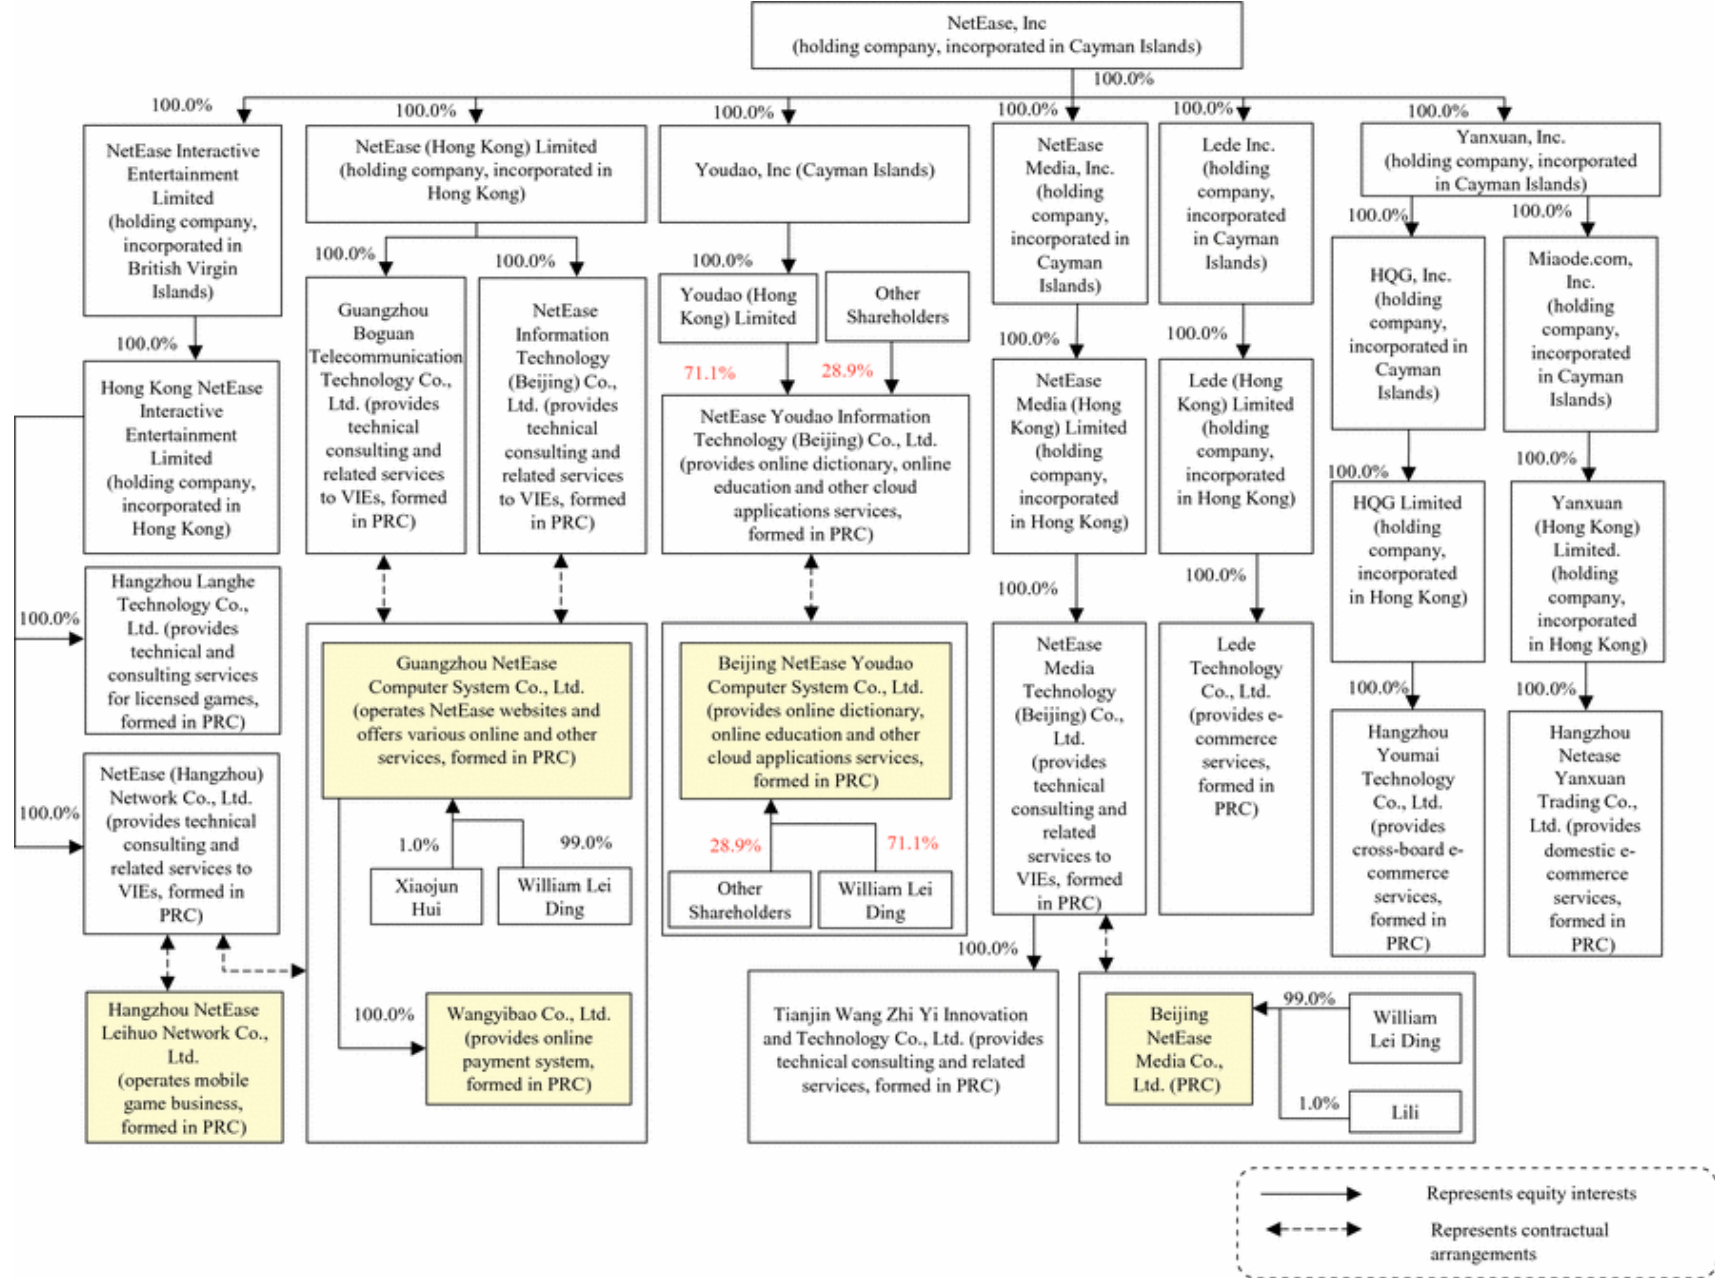 NetEase, Inc
(holding company, incorporated in Cayman Islands)
100.0%
100.0%
100.0%
100.0%
100.0%
100.0%
100.0%
NetEase Interactive
Entertainment
Limited
(holding company,
incorporated in
British Virgin
Islands)
NetEase (Hong Kong) Limited
(holding company, incorporated in
Hong Kong)
Youdao, Inc (Cayman Islands)
NetEase
Media, Inc.
(holding
company,
incorporated in
Cayman
Islands)
Lede Inc.
(holding
company,
incorporated
in Cayman
Islands)
Yanxuan, Inc.
(holding company, incorporated
in Cayman Islands)
100.0%
100.0%
100.0%
100.0%
100.0%
Guangzhou
Boguan
Telecommunication
Technology Co.,
Ltd. (provides
technical
consulting and
related services
to VIEs, formed
in PRC)
NetEase
Information
Technology
(Beijing) Co.,
Ltd. (provides
technical
consulting and
related services
to VIEs, formed
in PRC)
Youdao (Hong
Kong) Limited
Other
Shareholders
HQG, Inc.
(holding
company,
incorporated in
Cayman
Islands)
Miaode.com,
Inc.
(holding
company,
incorporated
in Cayman
Islands)
100.0%
71.1%
28.9%
100.0%
100.0%
Hong Kong NetEase
Interactive
Entertainment
Limited
(holding company,
incorporated in
Hong Kong)
NetEase Youdao Information
Technology (Beijing) Co., Ltd.
(provides online dictionary, online
education and other cloud
applications services,
formed in PRC)
NetEase
Media (Hong
Kong) Limited
(holding
company,
incorporated
in Hong Kong)
Lede (Hong
Kong) Limited
(holding
company,
incorporated
in Hong Kong)
100.0%
100.0%
HQG Limited
(holding
company,
incorporated
in Hong Kong)
Yanxuan
(Hong Kong)
Limited.
(holding
company,
incorporated
in Hong Kong)
100.0%
Hangzhou Langhe
Technology Co.,
Ltd. (provides
technical and
consulting services
for licensed games,
formed in PRC)
100.0%
100.0%
100.0%
100.0%
Guangzhou NetEase
Computer System Co., Ltd.
(operates NetEase websites and
offers various online and other
services, formed in PRC)
Beijing NetEase Youdao
Computer System Co., Ltd.
(provides online dictionary,
online education and other
cloud applications services,
formed in PRC)
NetEase
Media
Technology
(Beijing) Co.,
Ltd.
(provides
technical
consulting and
related
services to
VIEs, formed
in PRC)
Lede
Technology
Co., Ltd.
(provides e-
commerce
services,
formed in
PRC)
Hangzhou
Youmai
Technology
Co., Ltd.
(provides
cross-board e-
commerce
services,
formed in
PRC)
Hangzhou
Netease
Yanxuan
Trading Co.,
Ltd. (provides
domestic e-
commerce
services,
formed in
PRC)
100.0%
NetEase (Hangzhou)
Network Co., Ltd.
(provides technical
consulting and
related services to
VIEs, formed in
PRC)
1.0%
99.0%
28.9%
71.1%
Xiaojun
Hui
William Lei
Ding
Other
Shareholders
William Lei
Ding
100.0%
Hangzhou NetEase
Leihuo Network Co.,
Ltd.
(operates mobile
game business,
formed in PRC)
100.0%
Wangyibao Co., Ltd.
(provides online
payment system,
formed in PRC)
Tianjin Wang Zhi Yi Innovation
and Technology Co., Ltd. (provides
technical consulting and related
services, formed in PRC)
Beijing
NetEase
Media Co.,
Ltd. (PRC)
99.0%
William
Lei Ding
1.0%
Lili
Represents equity interests
Represents contractual
arrangements